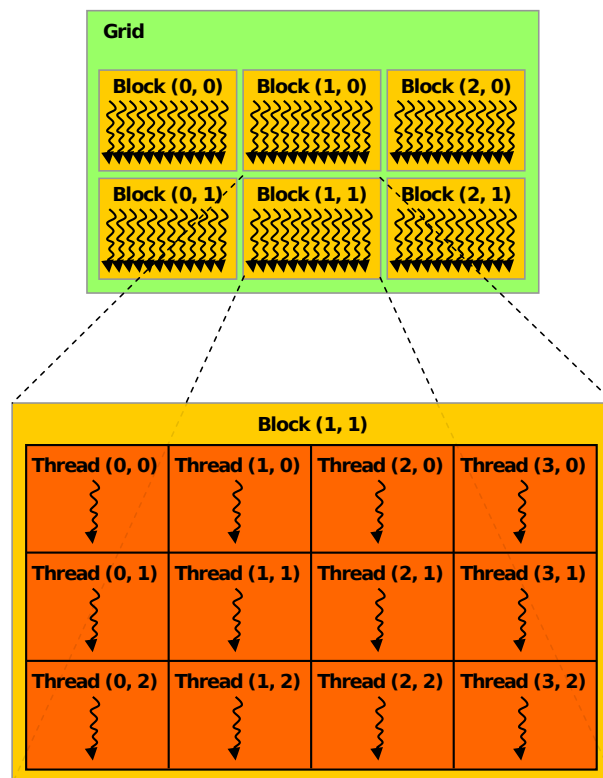 Grid
Block (0, 0) Block (1, 0) Block (2, 0)
Block (0, 1) Block (1, 1) Block (2, 1)
Block (1, 1)
Thread (0, 0) Thread (1, 0) Thread (2, 0) Thread (3, 0)
Thread (0, 1) Thread (1, 1) Thread (2, 1) Thread (3, 1)
Thread (0, 2) Thread (1, 2) Thread (2, 2) Thread (3, 2)